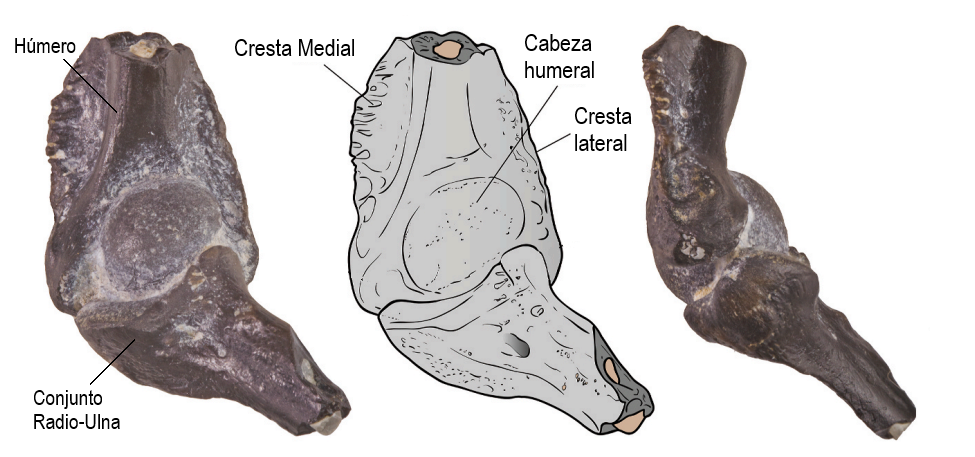 Húmero
Cresta Medial
Cabeza
humeral
Cresta
lateral
Conjunto
Radio-Ulna